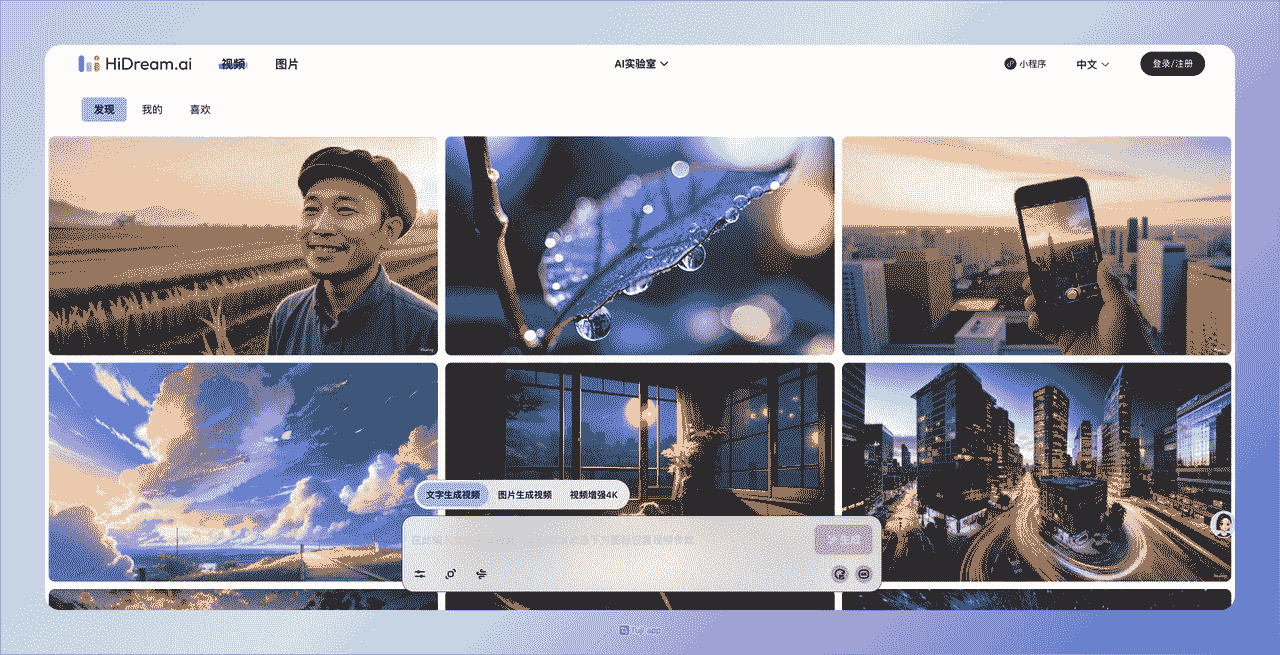 HiDream.ai
视频
图片
AI实验室
小程序
中文
登录/注册
发现
我的
喜欢
文字生成视频
图片生成视频
视频增强4K
Tuji.app